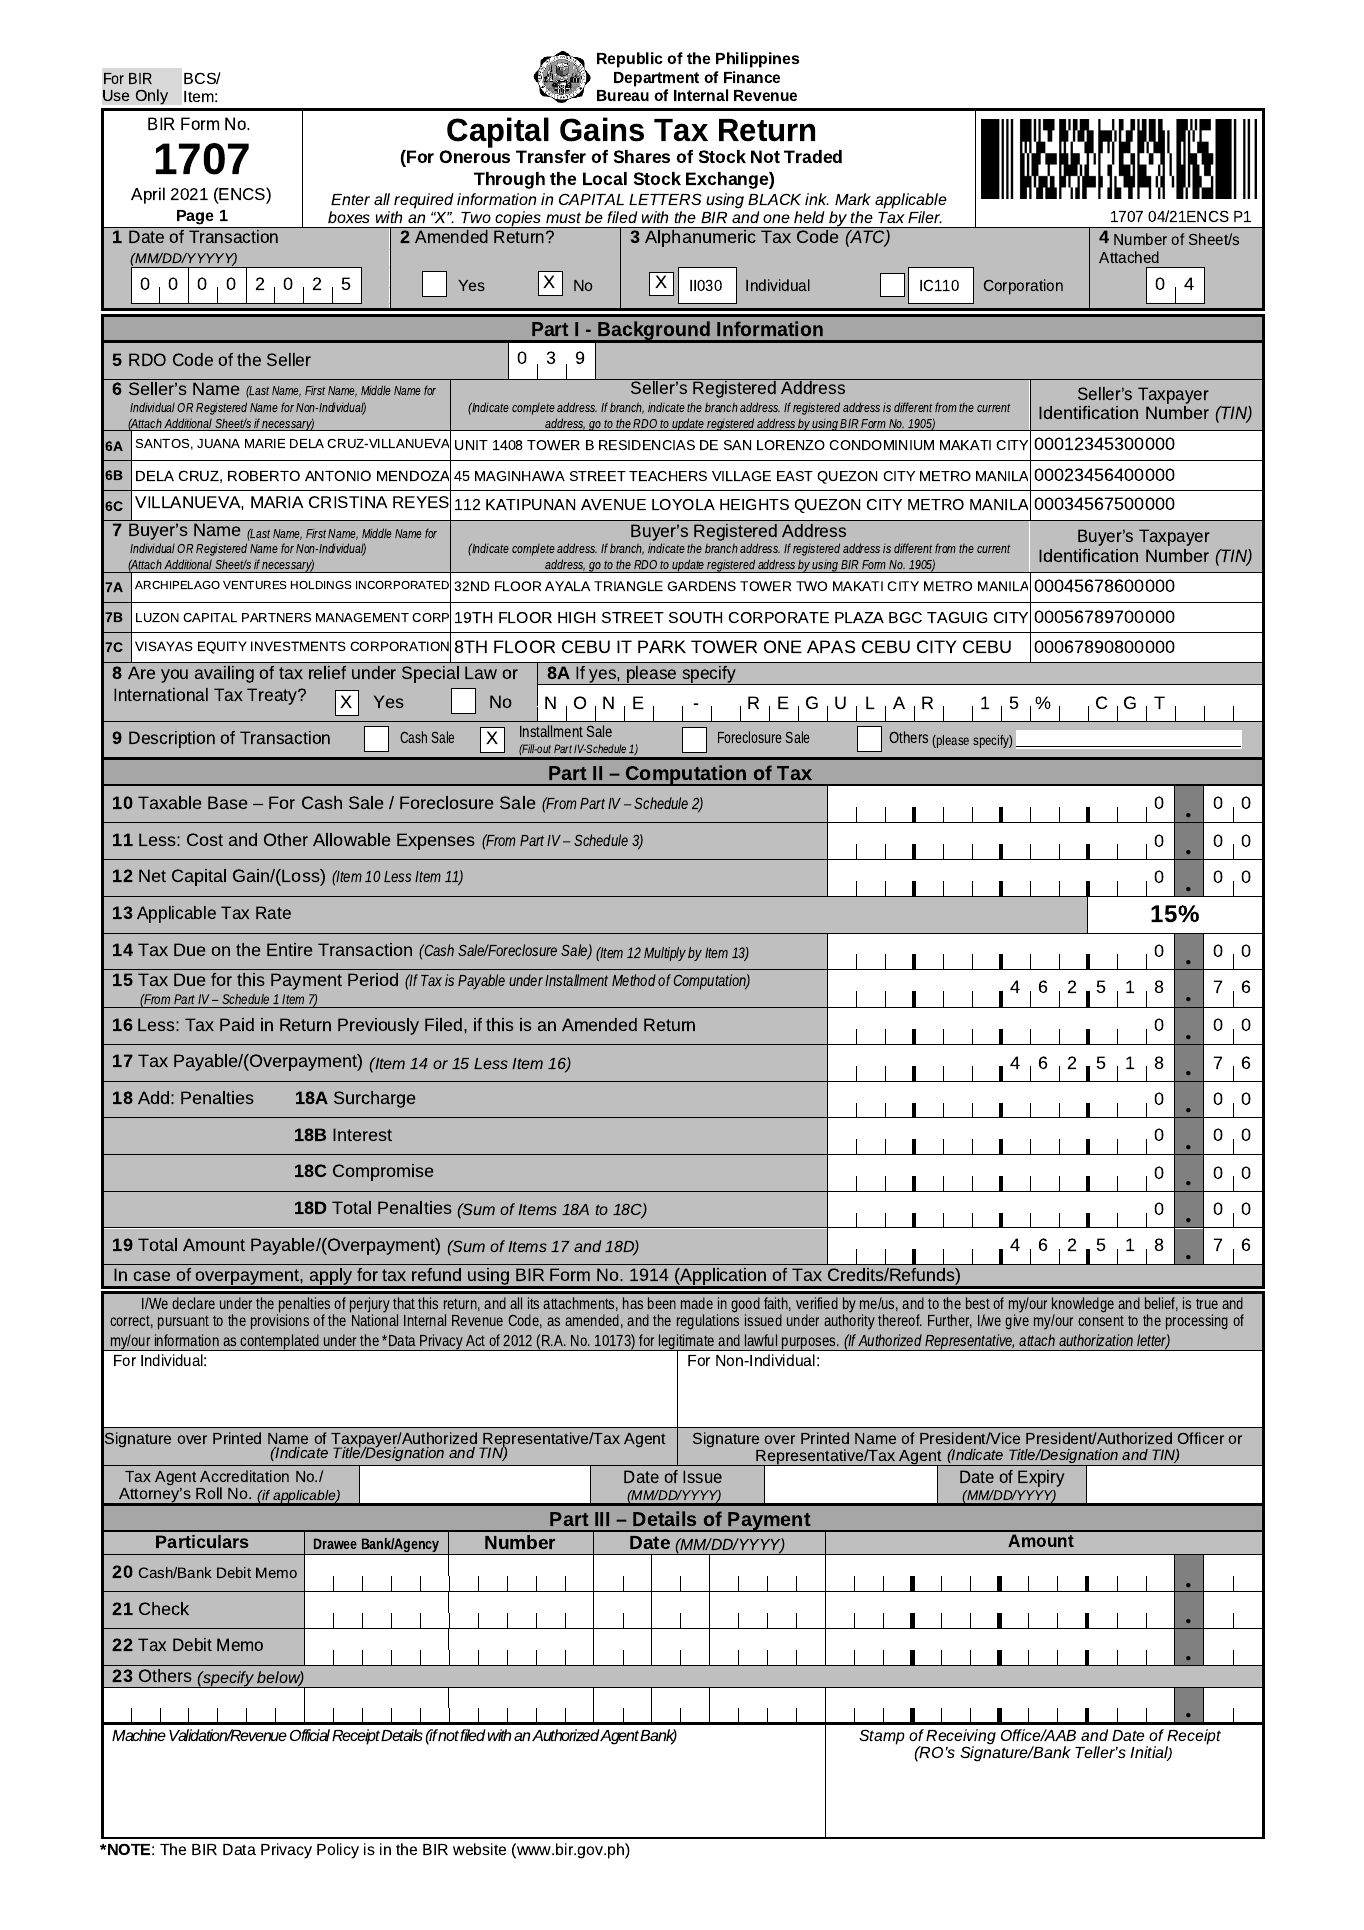 Republic of the Philippines
For BIR BCS/ Department of Finance
Use Only Item: Bureau of Internal Revenue
BIR Form No.
1707
April 2021 (ENCS)
Page 1
Capital Gains Tax Return
(For Onerous Transfer of Shares of Stock Not Traded
Through the Local Stock Exchange)
Enter all required information in CAPITAL LETTERS using BLACK ink. Mark applicable
boxes with an “X”. Two copies must be filed with the BIR and one held by the Tax Filer.
1707 04/21ENCS P1
1 Date of Transaction
(MM/DD/YYYYY)
0 0 0 0 2 0 2 5
2 Amended Return?
Yes X No
3 Alphanumeric Tax Code (ATC)
X II030 Individual IC110 Corporation
4 Number of Sheet/s
Attached
0 4
Part I - Background Information
5 RDO Code of the Seller 0 3 9
6 Seller’s Name (Last Name, First Name, Middle Name for
Individual OR Registered Name for Non-Individual)
(Attach Additional Sheet/s if necessary)
Seller’s Registered Address
(Indicate complete address. If branch, indicate the branch address. If registered address is different from the current
address, go to the RDO to update registered address by using BIR Form No. 1905)
Seller’s Taxpayer
Identification Number (TIN)
6A SANTOS, JUANA MARIE DELA CRUZ-VILLANUEVA UNIT 1408 TOWER B RESIDENCIAS DE SAN LORENZO CONDOMINIUM MAKATI CITY 00012345300000
6B DELA CRUZ, ROBERTO ANTONIO MENDOZA 45 MAGINHAWA STREET TEACHERS VILLAGE EAST QUEZON CITY METRO MANILA 00023456400000
6C VILLANUEVA, MARIA CRISTINA REYES 112 KATIPUNAN AVENUE LOYOLA HEIGHTS QUEZON CITY METRO MANILA 00034567500000
7 Buyer’s Name (Last Name, First Name, Middle Name for
Individual OR Registered Name for Non-Individual)
(Attach Additional Sheet/s if necessary)
Buyer’s Registered Address
(Indicate complete address. If branch, indicate the branch address. If registered address is different from the current
address, go to the RDO to update registered address by using BIR Form No. 1905)
Buyer’s Taxpayer
Identification Number (TIN)
7A ARCHIPELAGO VENTURES HOLDINGS INCORPORATED 32ND FLOOR AYALA TRIANGLE GARDENS TOWER TWO MAKATI CITY METRO MANILA 00045678600000
7B LUZON CAPITAL PARTNERS MANAGEMENT CORP 19TH FLOOR HIGH STREET SOUTH CORPORATE PLAZA BGC TAGUIG CITY 00056789700000
7C VISAYAS EQUITY INVESTMENTS CORPORATION 8TH FLOOR CEBU IT PARK TOWER ONE APAS CEBU CITY CEBU 00067890800000
8 Are you availing of tax relief under Special Law or
International Tax Treaty? X Yes No
8A If yes, please specify
NONE - REGULAR 15% CGT
9 Description of Transaction Cash Sale X Installment Sale Foreclosure Sale Others (please specify)
(Fill-out Part IV-Schedule 1)
Part II – Computation of Tax
10 Taxable Base – For Cash Sale / Foreclosure Sale (From Part IV – Schedule 2) 0 . 0 0
11 Less: Cost and Other Allowable Expenses (From Part IV – Schedule 3) 0 . 0 0
12 Net Capital Gain/(Loss) (Item 10 Less Item 11) 0 . 0 0
13 Applicable Tax Rate 15%
14 Tax Due on the Entire Transaction (Cash Sale/Foreclosure Sale) (Item 12 Multiply by Item 13) 0 . 0 0
15 Tax Due for this Payment Period (If Tax is Payable under Installment Method of Computation)
(From Part IV – Schedule 1 Item 7) 4 6 2 5 1 8 . 7 6
16 Less: Tax Paid in Return Previously Filed, if this is an Amended Return 0 . 0 0
17 Tax Payable/(Overpayment) (Item 14 or 15 Less Item 16) 4 6 2 5 1 8 . 7 6
18 Add: Penalties 18A Surcharge 0 . 0 0
18B Interest 0 . 0 0
18C Compromise 0 . 0 0
18D Total Penalties (Sum of Items 18A to 18C) 0 . 0 0
19 Total Amount Payable/(Overpayment) (Sum of Items 17 and 18D) 4 6 2 5 1 8 . 7 6
In case of overpayment, apply for tax refund using BIR Form No. 1914 (Application of Tax Credits/Refunds)
I/We declare under the penalties of perjury that this return, and all its attachments, has been made in good faith, verified by me/us, and to the best of my/our knowledge and belief, is true and
correct, pursuant to the provisions of the National Internal Revenue Code, as amended, and the regulations issued under authority thereof. Further, I/we give my/our consent to the processing of
my/our information as contemplated under the *Data Privacy Act of 2012 (R.A. No. 10173) for legitimate and lawful purposes. (If Authorized Representative, attach authorization letter)
For Individual: For Non-Individual:
Signature over Printed Name of Taxpayer/Authorized Representative/Tax Agent
(Indicate Title/Designation and TIN)
Signature over Printed Name of President/Vice President/Authorized Officer or
Representative/Tax Agent (Indicate Title/Designation and TIN)
Tax Agent Accreditation No./
Attorney’s Roll No. (if applicable)
Date of Issue
(MM/DD/YYYY)
Date of Expiry
(MM/DD/YYYY)
Part III – Details of Payment
Particulars Drawee Bank/Agency Number Date (MM/DD/YYYY) Amount
20 Cash/Bank Debit Memo .
21 Check .
22 Tax Debit Memo .
23 Others (specify below)
.
Machine Validation/Revenue Official Receipt Details (if not filed with an Authorized Agent Bank)
Stamp of Receiving Office/AAB and Date of Receipt
(RO’s Signature/Bank Teller’s Initial)
*NOTE: The BIR Data Privacy Policy is in the BIR website (www.bir.gov.ph)